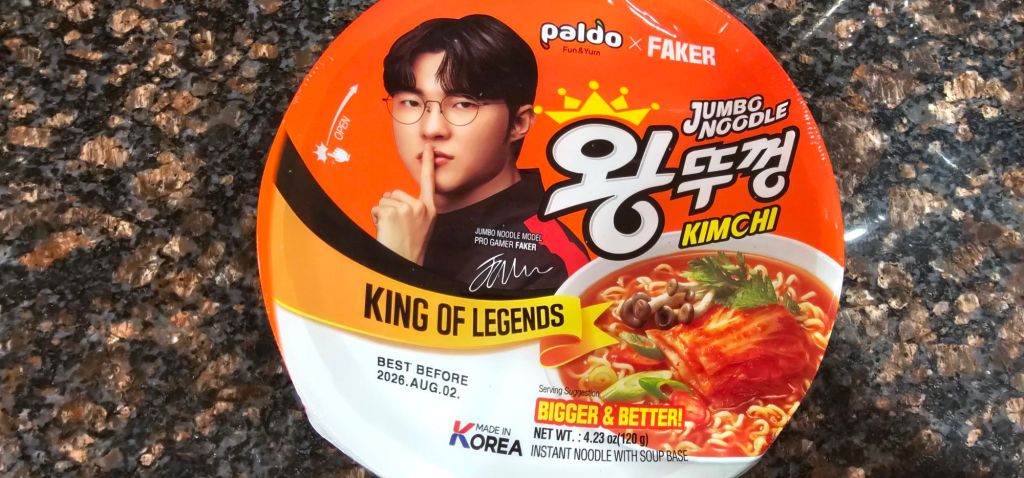 paldo × FAKER
Fun & Yum
OPEN
JUMBO
NOODLE
왕뚜껑
KIMCHI
JUMBO NOODLE MODEL
PRO GAMER FAKER
KING OF LEGENDS
BEST BEFORE
2026.AUG.02.
MADE IN
KOREA
Serving Suggestion
BIGGER & BETTER!
NET WT. : 4.23 oz(120 g)
INSTANT NOODLE WITH SOUP BASE